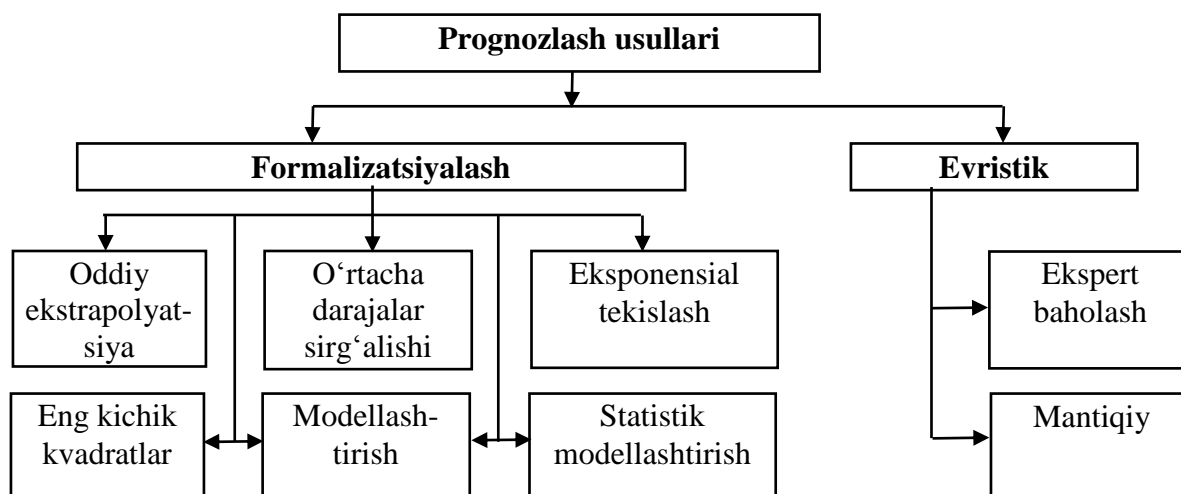 Prognozlash usullari
Formalizatsiyalash
Evristik
Oddiy
ekstrapolyat-
siya
O‘rtacha
darajalar
sirg‘alishi
Eksponensial
tekislash
Ekspert
baholash
Eng kichik
kvadratlar
Modellash-
tirish
Statistik
modellashtirish
Mantiqiy